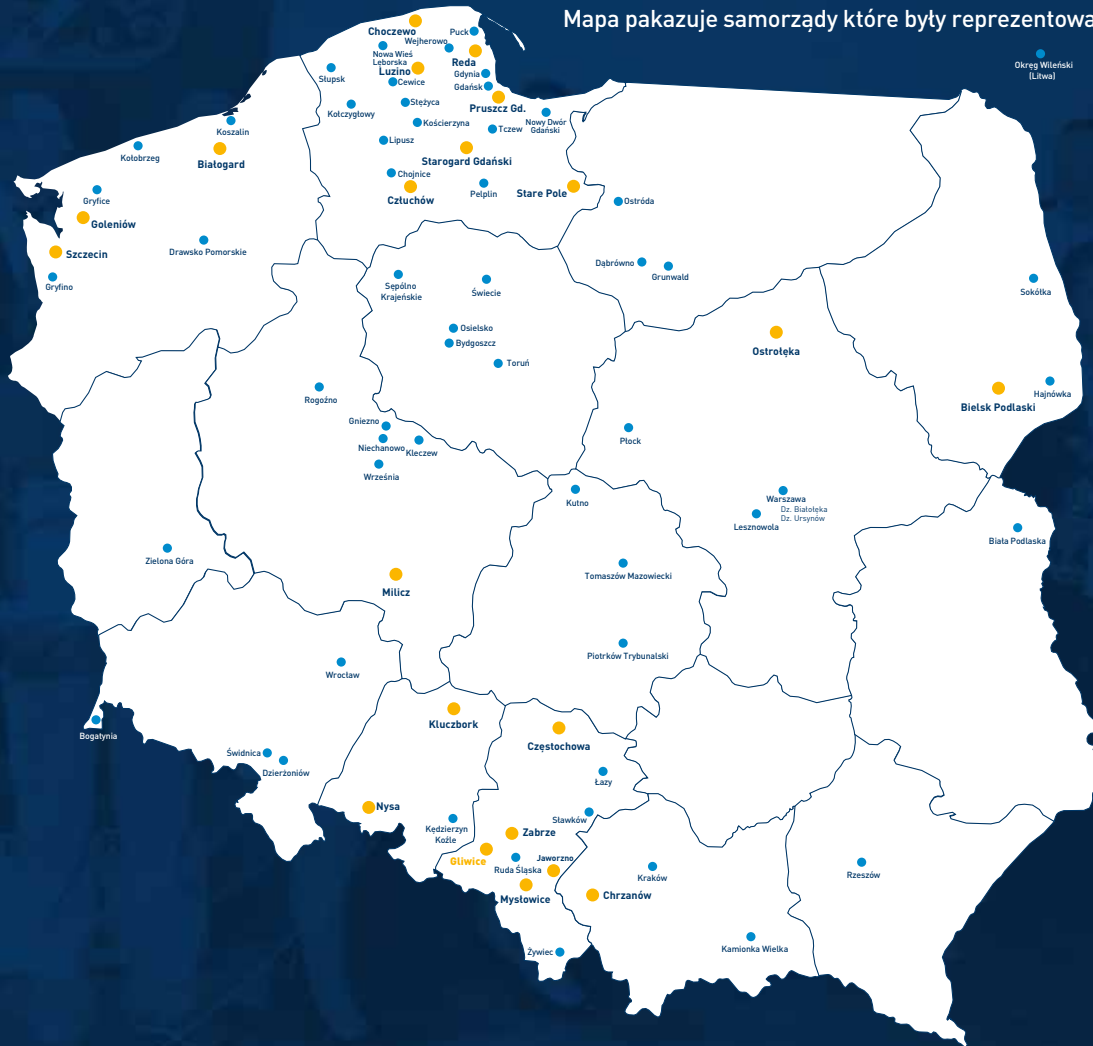 Mapa pakazuje samorządy które były reprezentowa
Okręg Wileński
(Litwa)
Choczewo
Puck
Wejherowo
Nowa Wieś
Lęborska
Reda
Luzino
Słupsk
Gdynia
Cewice
Gdańsk
Stężyca
Pruszcz Gd.
Kołczygłowy
Kościerzyna
Tczew
Nowy Dwór
Gdański
Koszalin
Lipusz
Kołobrzeg
Białogard
Starogard Gdański
Chojnice
Człuchów
Pelplin
Stare Pole
Ostróda
Gryfice
Goleniów
Szczecin
Drawsko Pomorskie
Gryfino
Dąbrówno
Grunwald
Sępólno
Krajeńskie
Świecie
Sokółka
Osielsko
Bydgoszcz
Ostrołęka
Toruń
Rogoźno
Hajnówka
Bielsk Podlaski
Gniezno
Niechanowo
Kleczew
Płock
Września
Kutno
Warszawa
Dz. Białołęka
Dz. Ursynów
Lesznowola
Biała Podlaska
Zielona Góra
Tomaszów Mazowiecki
Milicz
Piotrków Trybunalski
Wrocław
Kluczbork
Bogatynia
Częstochowa
Świdnica
Dzierżoniów
Łazy
Nysa
Sławków
Kędzierzyn
Koźle
Zabrze
Gliwice
Jaworzno
Ruda Śląska
Kraków
Rzeszów
Mysłowice
Chrzanów
Żywiec
Kamionka Wielka